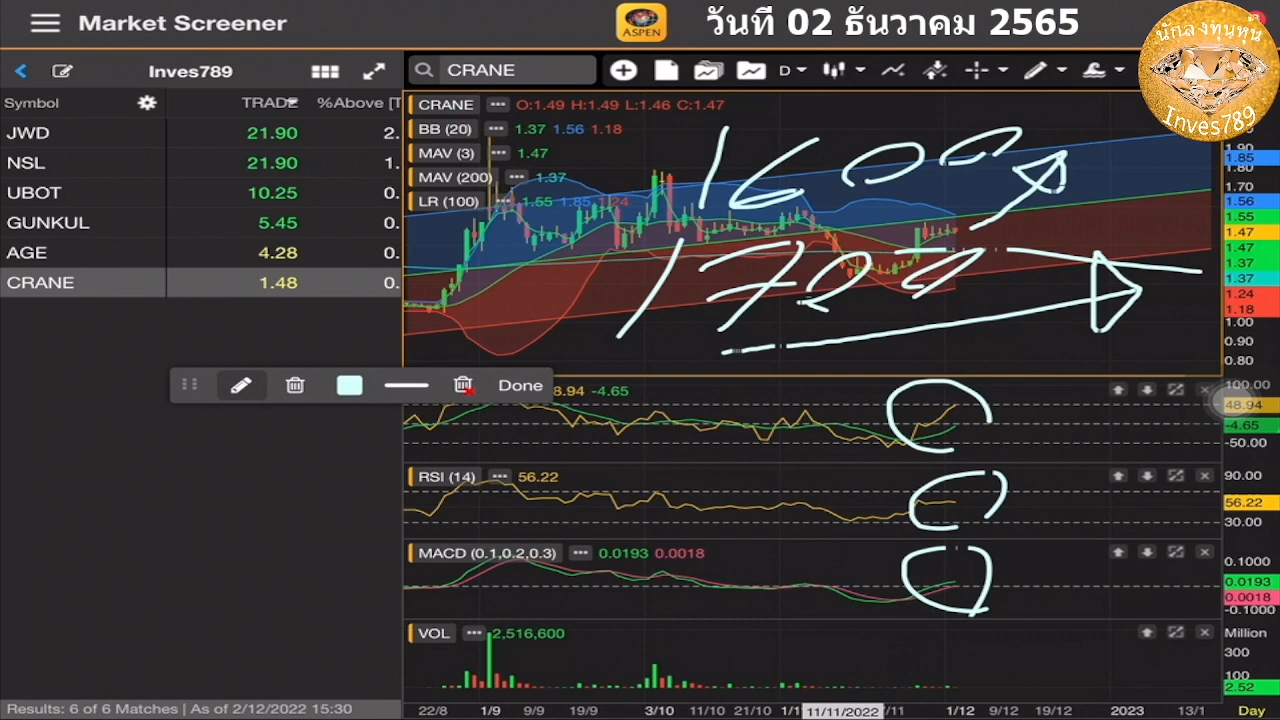 Market Screener
ASPEN
วันที่ 02 ธันวาคม 2565
นักลงทุนหุ้น
Inves789
Inves789
CRANE
D
Symbol
TRADE
%Above [T
JWD 21.90 2.
NSL 21.90 1.
UBOT 10.25 0.
GUNKUL 5.45 0.
AGE 4.28 0.
CRANE 1.48 0.
CRANE ••• O:1.49 H:1.49 L:1.46 C:1.47
BB (20) ••• 1.37 1.56 1.18
MAV (3) ••• 1.47
MAV (200) ••• 1.37
LR (100) ••• 1.55 1.85 1.24
1600
1.90
1.85
1.80
1.70
1.56
1.55
1.47
1.47
1.37
1.37
1.24
1.18
1.00
0.90
0.80
Done
8.94 -4.65
100.00
48.94
-4.65
-50.00
RSI (14) ••• 56.22
90.00
56.22
30.00
MACD (0.1,0.2,0.3) ••• 0.0193 0.0018
0.1000
0.0193
0.0018
-0.1000
VOL ••• 2,516,600
Million
300
100
2.52
Results: 6 of 6 Matches | As of 2/12/2022 15:30
22/8 1/9 9/9 19/9 3/10 11/10 21/10 11/11/2022 1/12 9/12 19/12 2023 13/1 Day